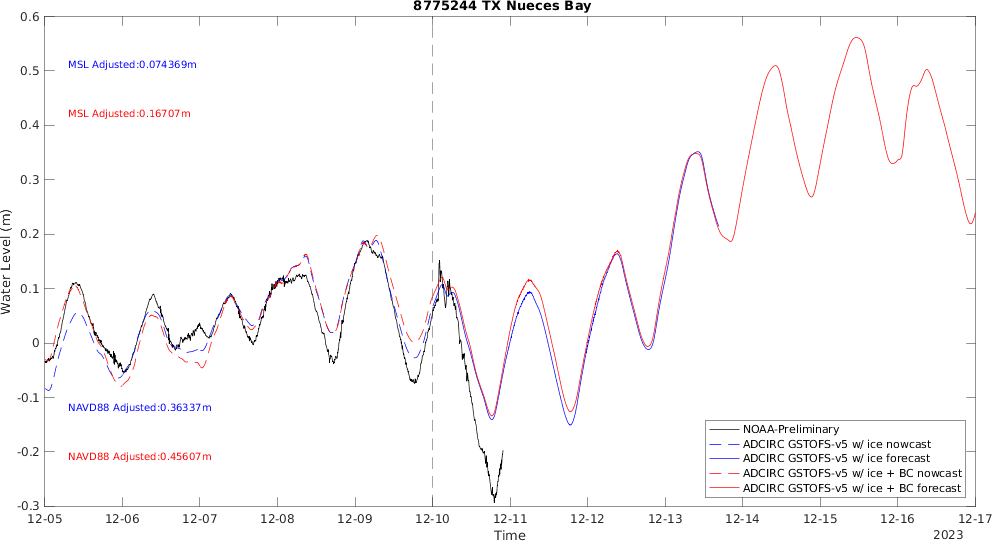 8775244 TX Nueces Bay
0.6
0.5
0.4
0.3
0.2
0.1
0
-0.1
-0.2
-0.3
Water Level (m)
MSL Adjusted:0.074369m
MSL Adjusted:0.16707m
NAVD88 Adjusted:0.36337m
NAVD88 Adjusted:0.45607m
NOAA-Preliminary
ADCIRC GSTOFS-v5 w/ ice nowcast
ADCIRC GSTOFS-v5 w/ ice forecast
ADCIRC GSTOFS-v5 w/ ice + BC nowcast
ADCIRC GSTOFS-v5 w/ ice + BC forecast
12-05 12-06 12-07 12-08 12-09 12-10 12-11 12-12 12-13 12-14 12-15 12-16 12-17
Time
2023